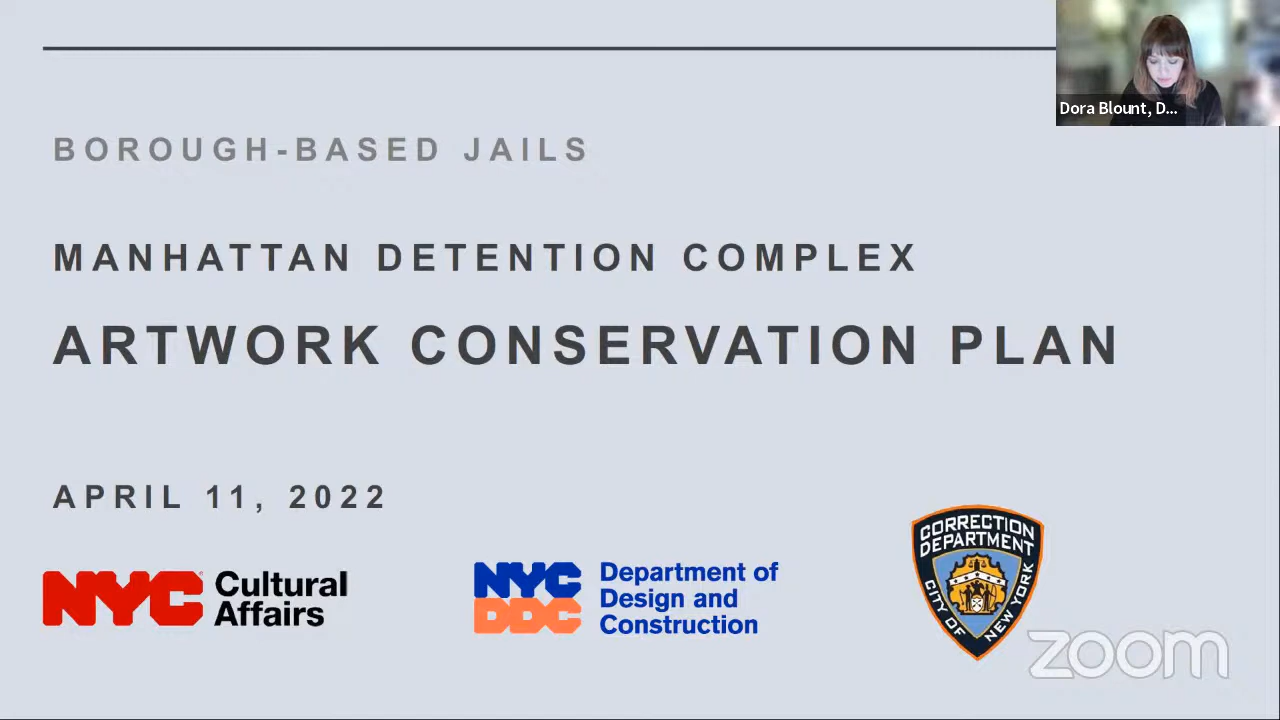 Dora Blount, D...
BOROUGH-BASED JAILS
MANHATTAN DETENTION COMPLEX
ARTWORK CONSERVATION PLAN
APRIL 11, 2022
NYC Cultural
Affairs
NYC
DDC
Department of
Design and
Construction
CORRECTION
DEPARTMENT
CITY OF
NEW YORK
zoom